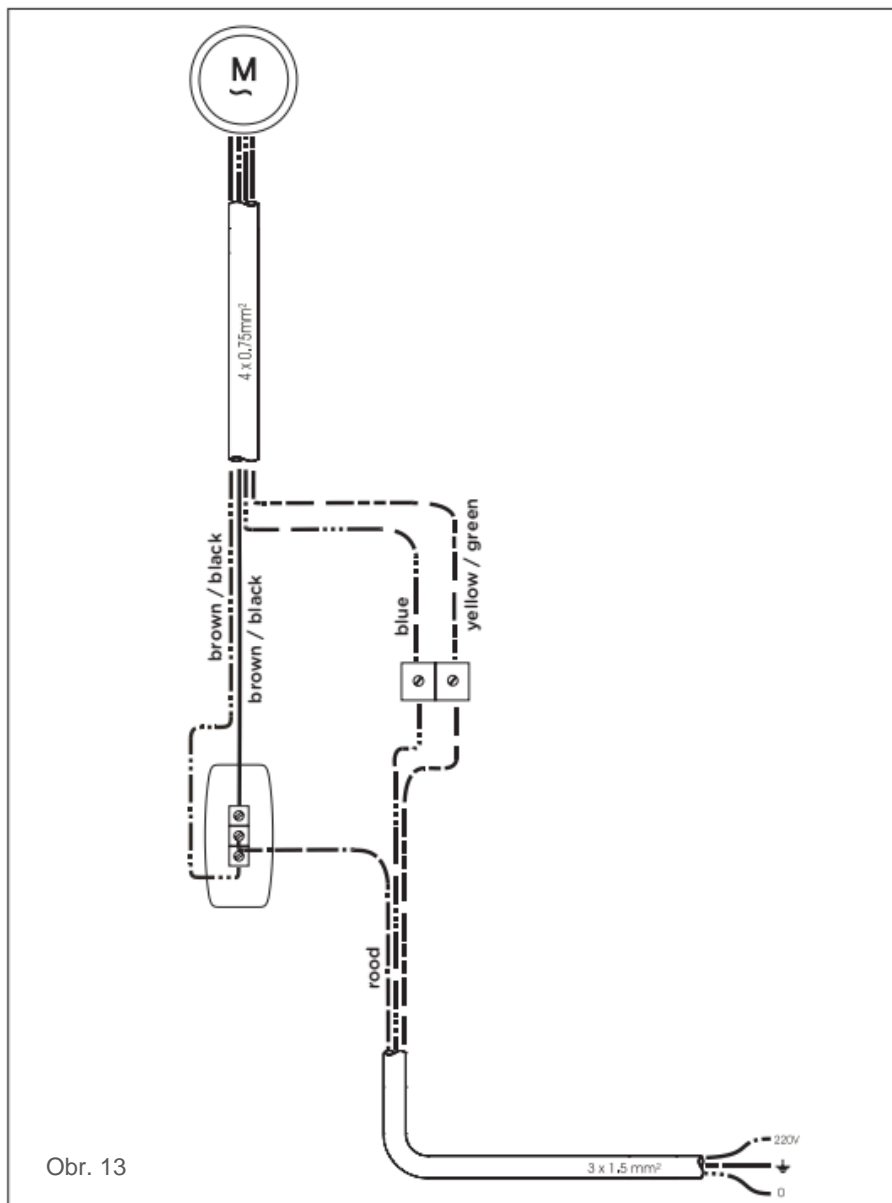 M
4 x 0,75mm²
brown / black
brown / black
blue
yellow / green
rood
3 x 1,5 mm²
220V
0
Obr. 13